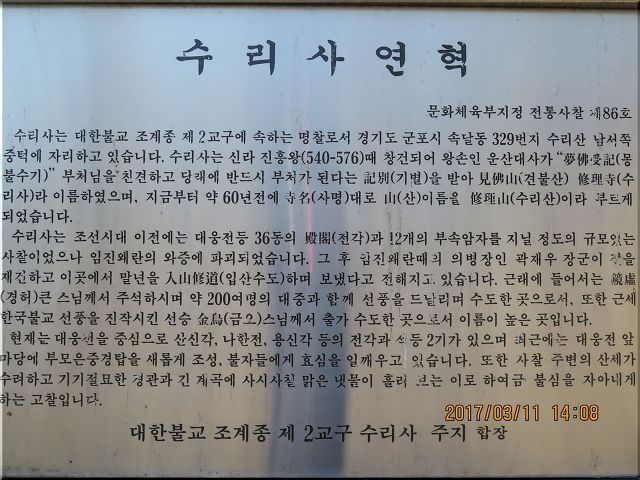 수리사연혁
문화체육부지정 전통사찰 제86호
수리사는 대한불교 조계종 제 2교구에 속하는 명찰로서 경기도 군포시 속달동 329번지 수리산 남서쪽
중턱에 자리하고 있습니다. 수리사는 신라 진흥왕(540-576)때 창건되어 왕손인 운산대사가 “夢佛受記”(몽
불수기)” 부처님을 친견하고 당래에 반드시 부처가 된다는 記別(기별)을 받아 見佛山(견불산) 修理寺(수
리사)라 이름하였으며, 지금부터 약 60년전에 寺名(사명)대로 山(산)이름을 修理山(수리산)이라 부르게
되었습니다.
수리사는 조선시대 이전에는 대웅전등 36동의 殿閣(전각)과 12개의 부속암자를 지닐 정도의 규모있는
사찰이었으나 임진왜란의 와중에 파괴되었습니다. 그 후 임진왜란때의 의병장인 곽재우 장군이 절을
재건하고 이곳에서 말년을 入山修道(입산수도)하며 보냈다고 전해지고 있습니다. 근래에 들어서는 鏡虛
(경허)큰 스님께서 주석하시며 약 200여명의 대중과 함께 선풍을 드날리며 수도한 곳으로서, 또한 근세
한국불교 선풍을 진작시킨 선승 金烏(금오)스님께서 출가 수도한 곳으로서 이름이 높은 곳입니다.
현재는 대웅전을 중심으로 산신각, 나한전, 용신각 등의 전각과 석등 2기가 있으며 최근에는 대웅전 앞
마당에 부모은중경탑을 새롭게 조성, 불자들에게 효심을 일깨우고 있습니다. 또한 사찰 주변의 산세가
수려하고 기기절묘한 경관과 긴 계곡에 사시사철 맑은 냇물이 흘러 보는 이로 하여금 불심을 자아내게
하는 고찰입니다.
2017/03/11 14:08
대한불교 조계종 제 2교구 수리사 주지 합장